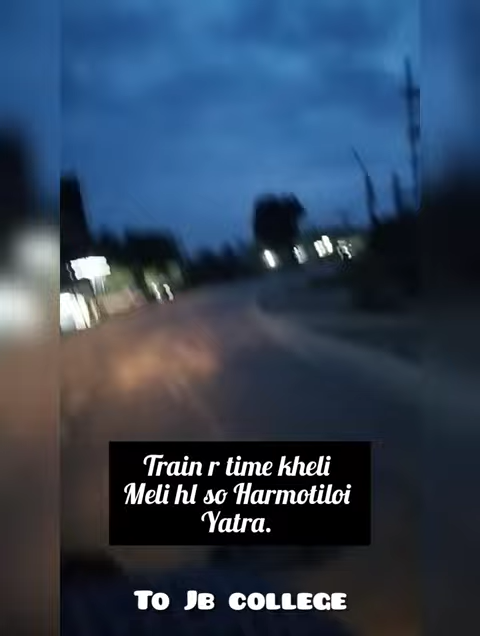 Train r time kheli
Meli hl so Harmotiloi
Yatra.
To Jb college